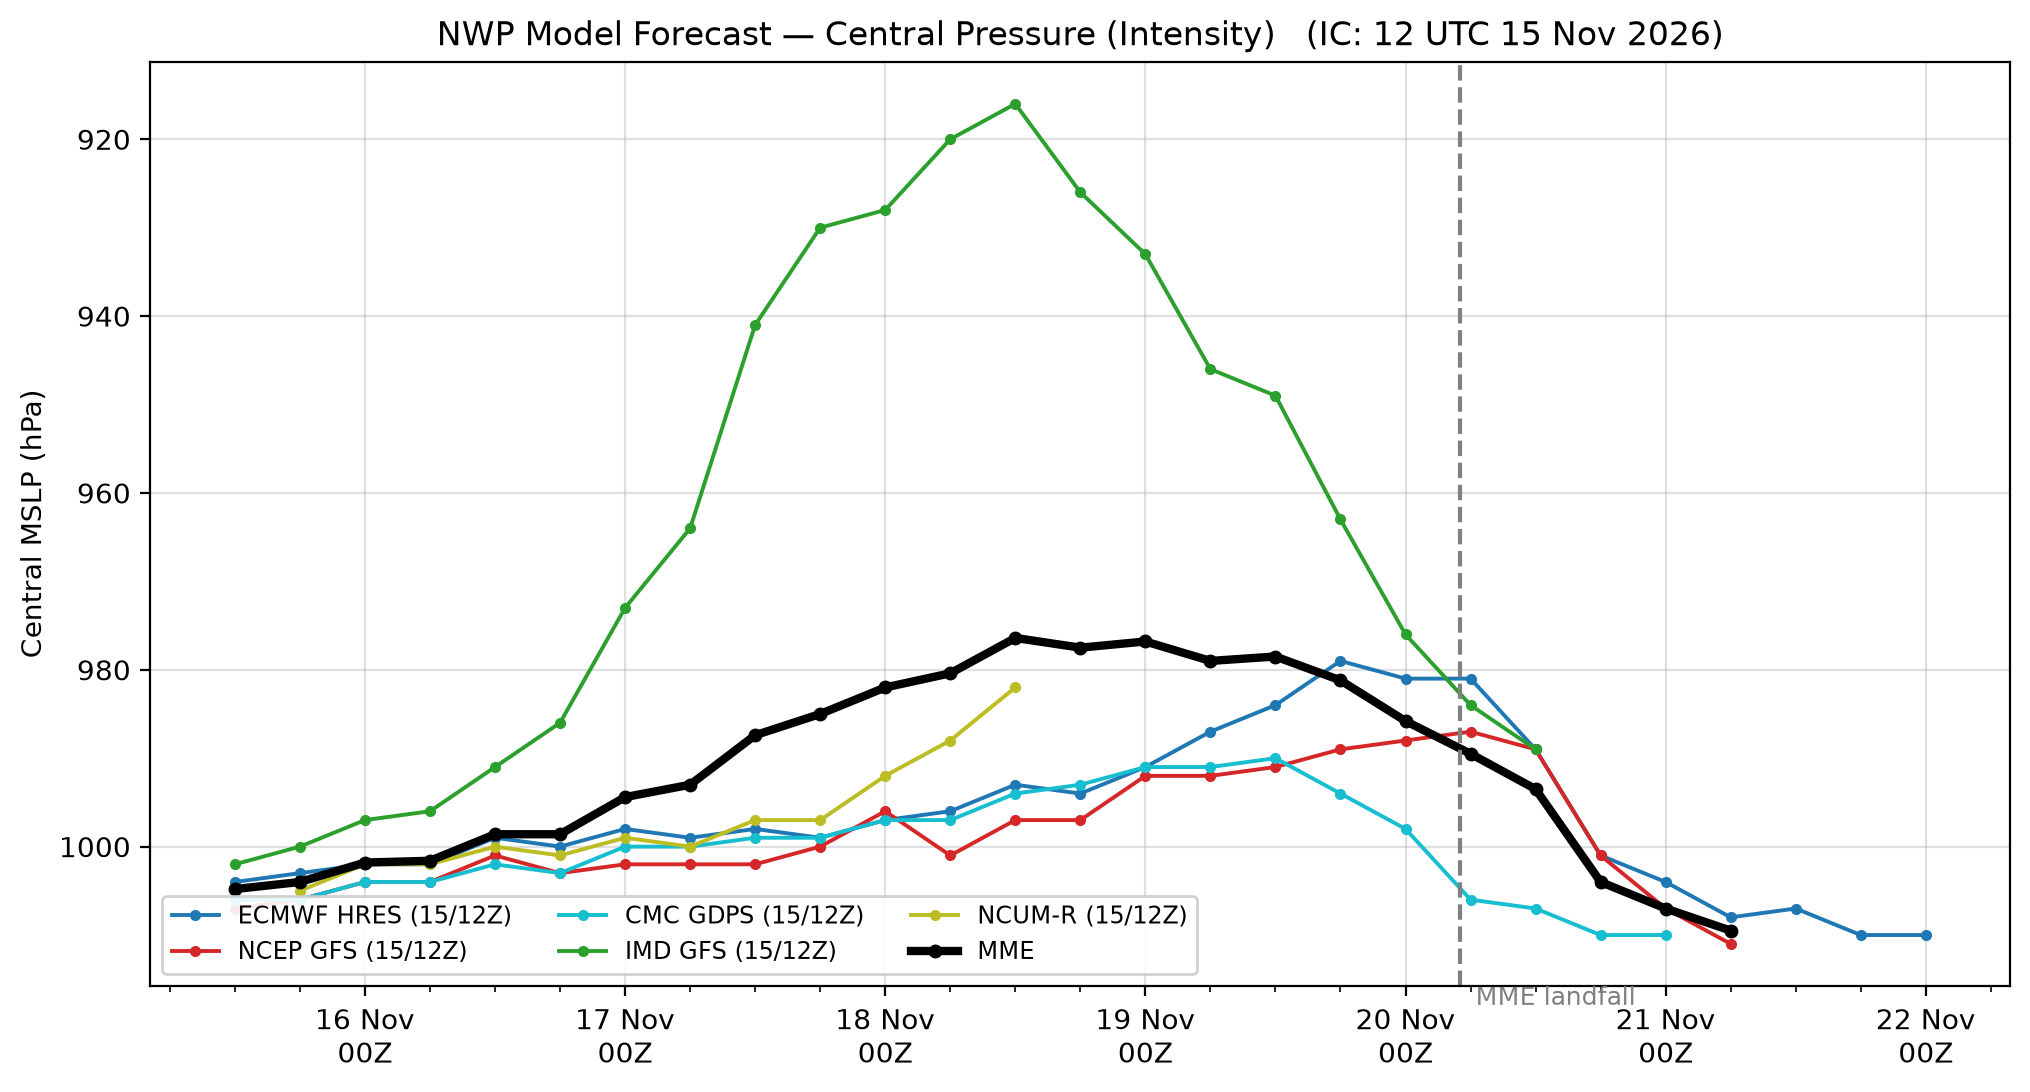 NWP Model Forecast — Central Pressure (Intensity)   (IC: 12 UTC 15 Nov 2026)
Central MSLP (hPa)
920
940
960
980
1000
ECMWF HRES (15/12Z)
NCEP GFS (15/12Z)
CMC GDPS (15/12Z)
IMD GFS (15/12Z)
NCUM-R (15/12Z)
MME
MME landfall
16 Nov
00Z
17 Nov
00Z
18 Nov
00Z
19 Nov
00Z
20 Nov
00Z
21 Nov
00Z
22 Nov
00Z